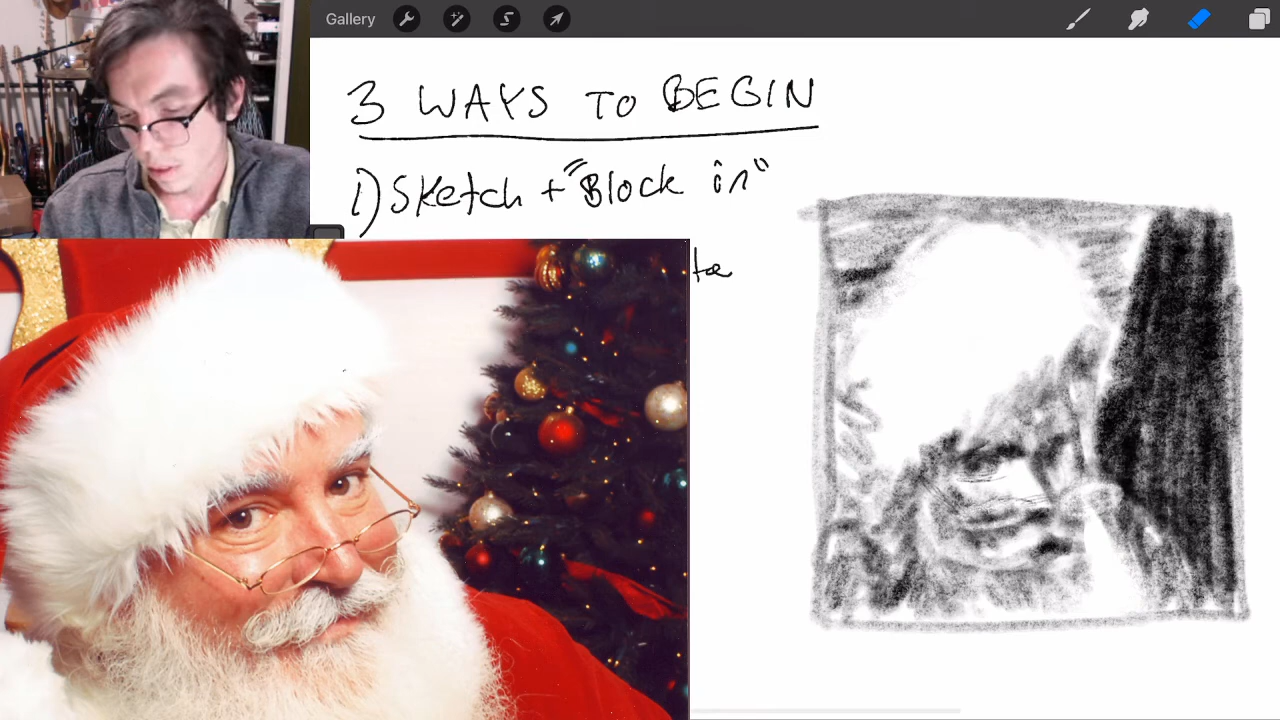 Gallery
3 WAYS TO BEGIN
1) Sketch + "Block in"